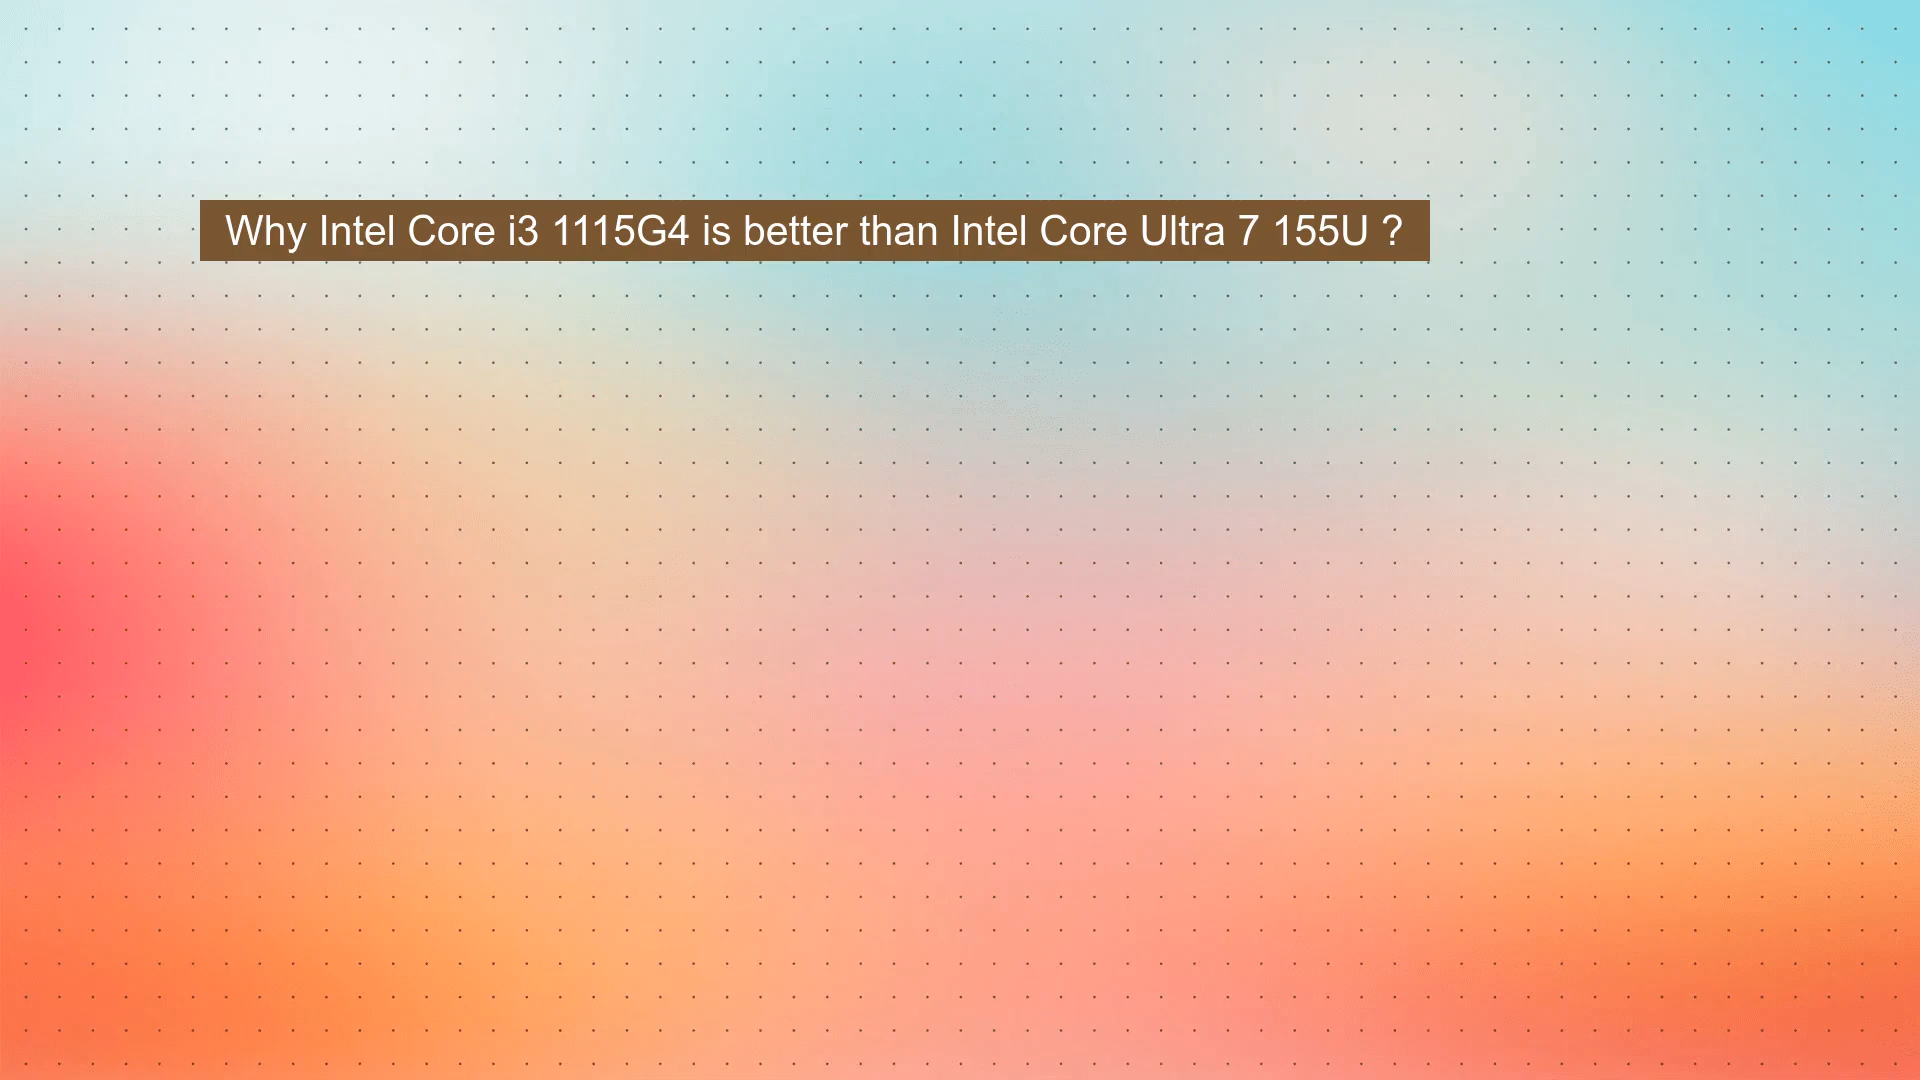 Why Intel Core i3 1115G4 is better than Intel Core Ultra 7 155U ?